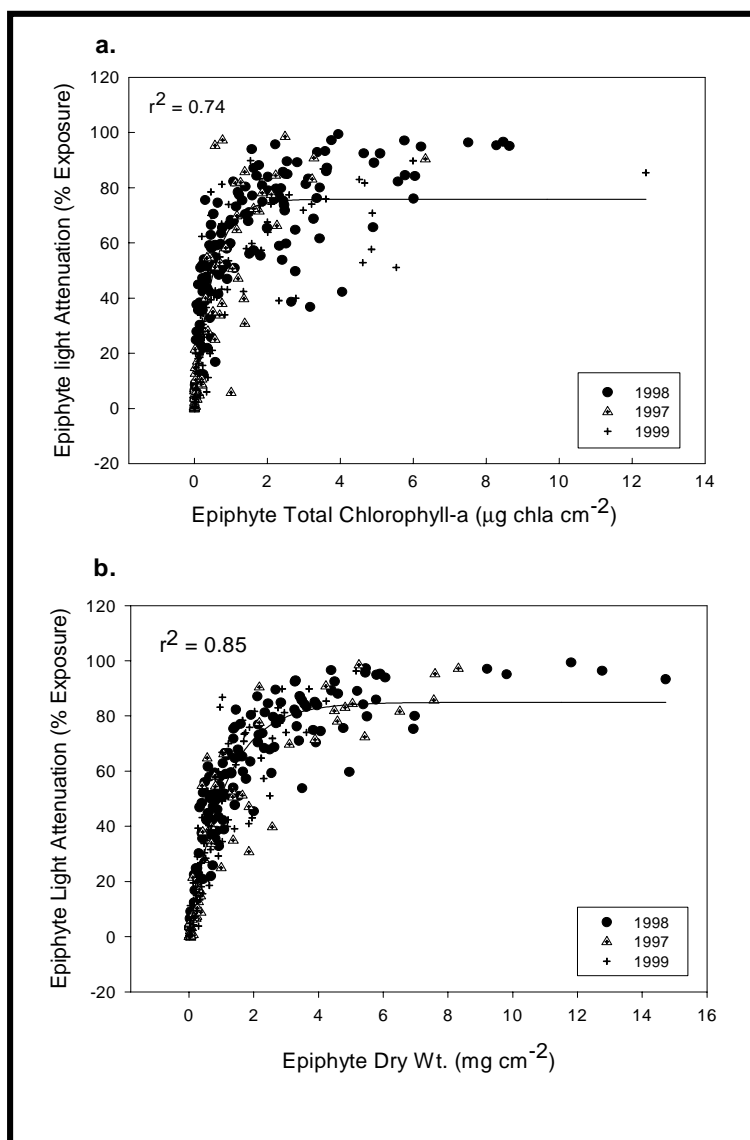 a.
r² = 0.74
Epiphyte light Attenuation (% Exposure)
120
100
80
60
40
20
0
-20
0 2 4 6 8 10 12 14
1998
1997
1999
Epiphyte Total Chlorophyll-a (μg chla cm⁻²)
b.
r² = 0.85
Epiphyte Light Attenuation (% Exposure)
120
100
80
60
40
20
0
-20
0 2 4 6 8 10 12 14 16
1998
1997
1999
Epiphyte Dry Wt. (mg cm⁻²)